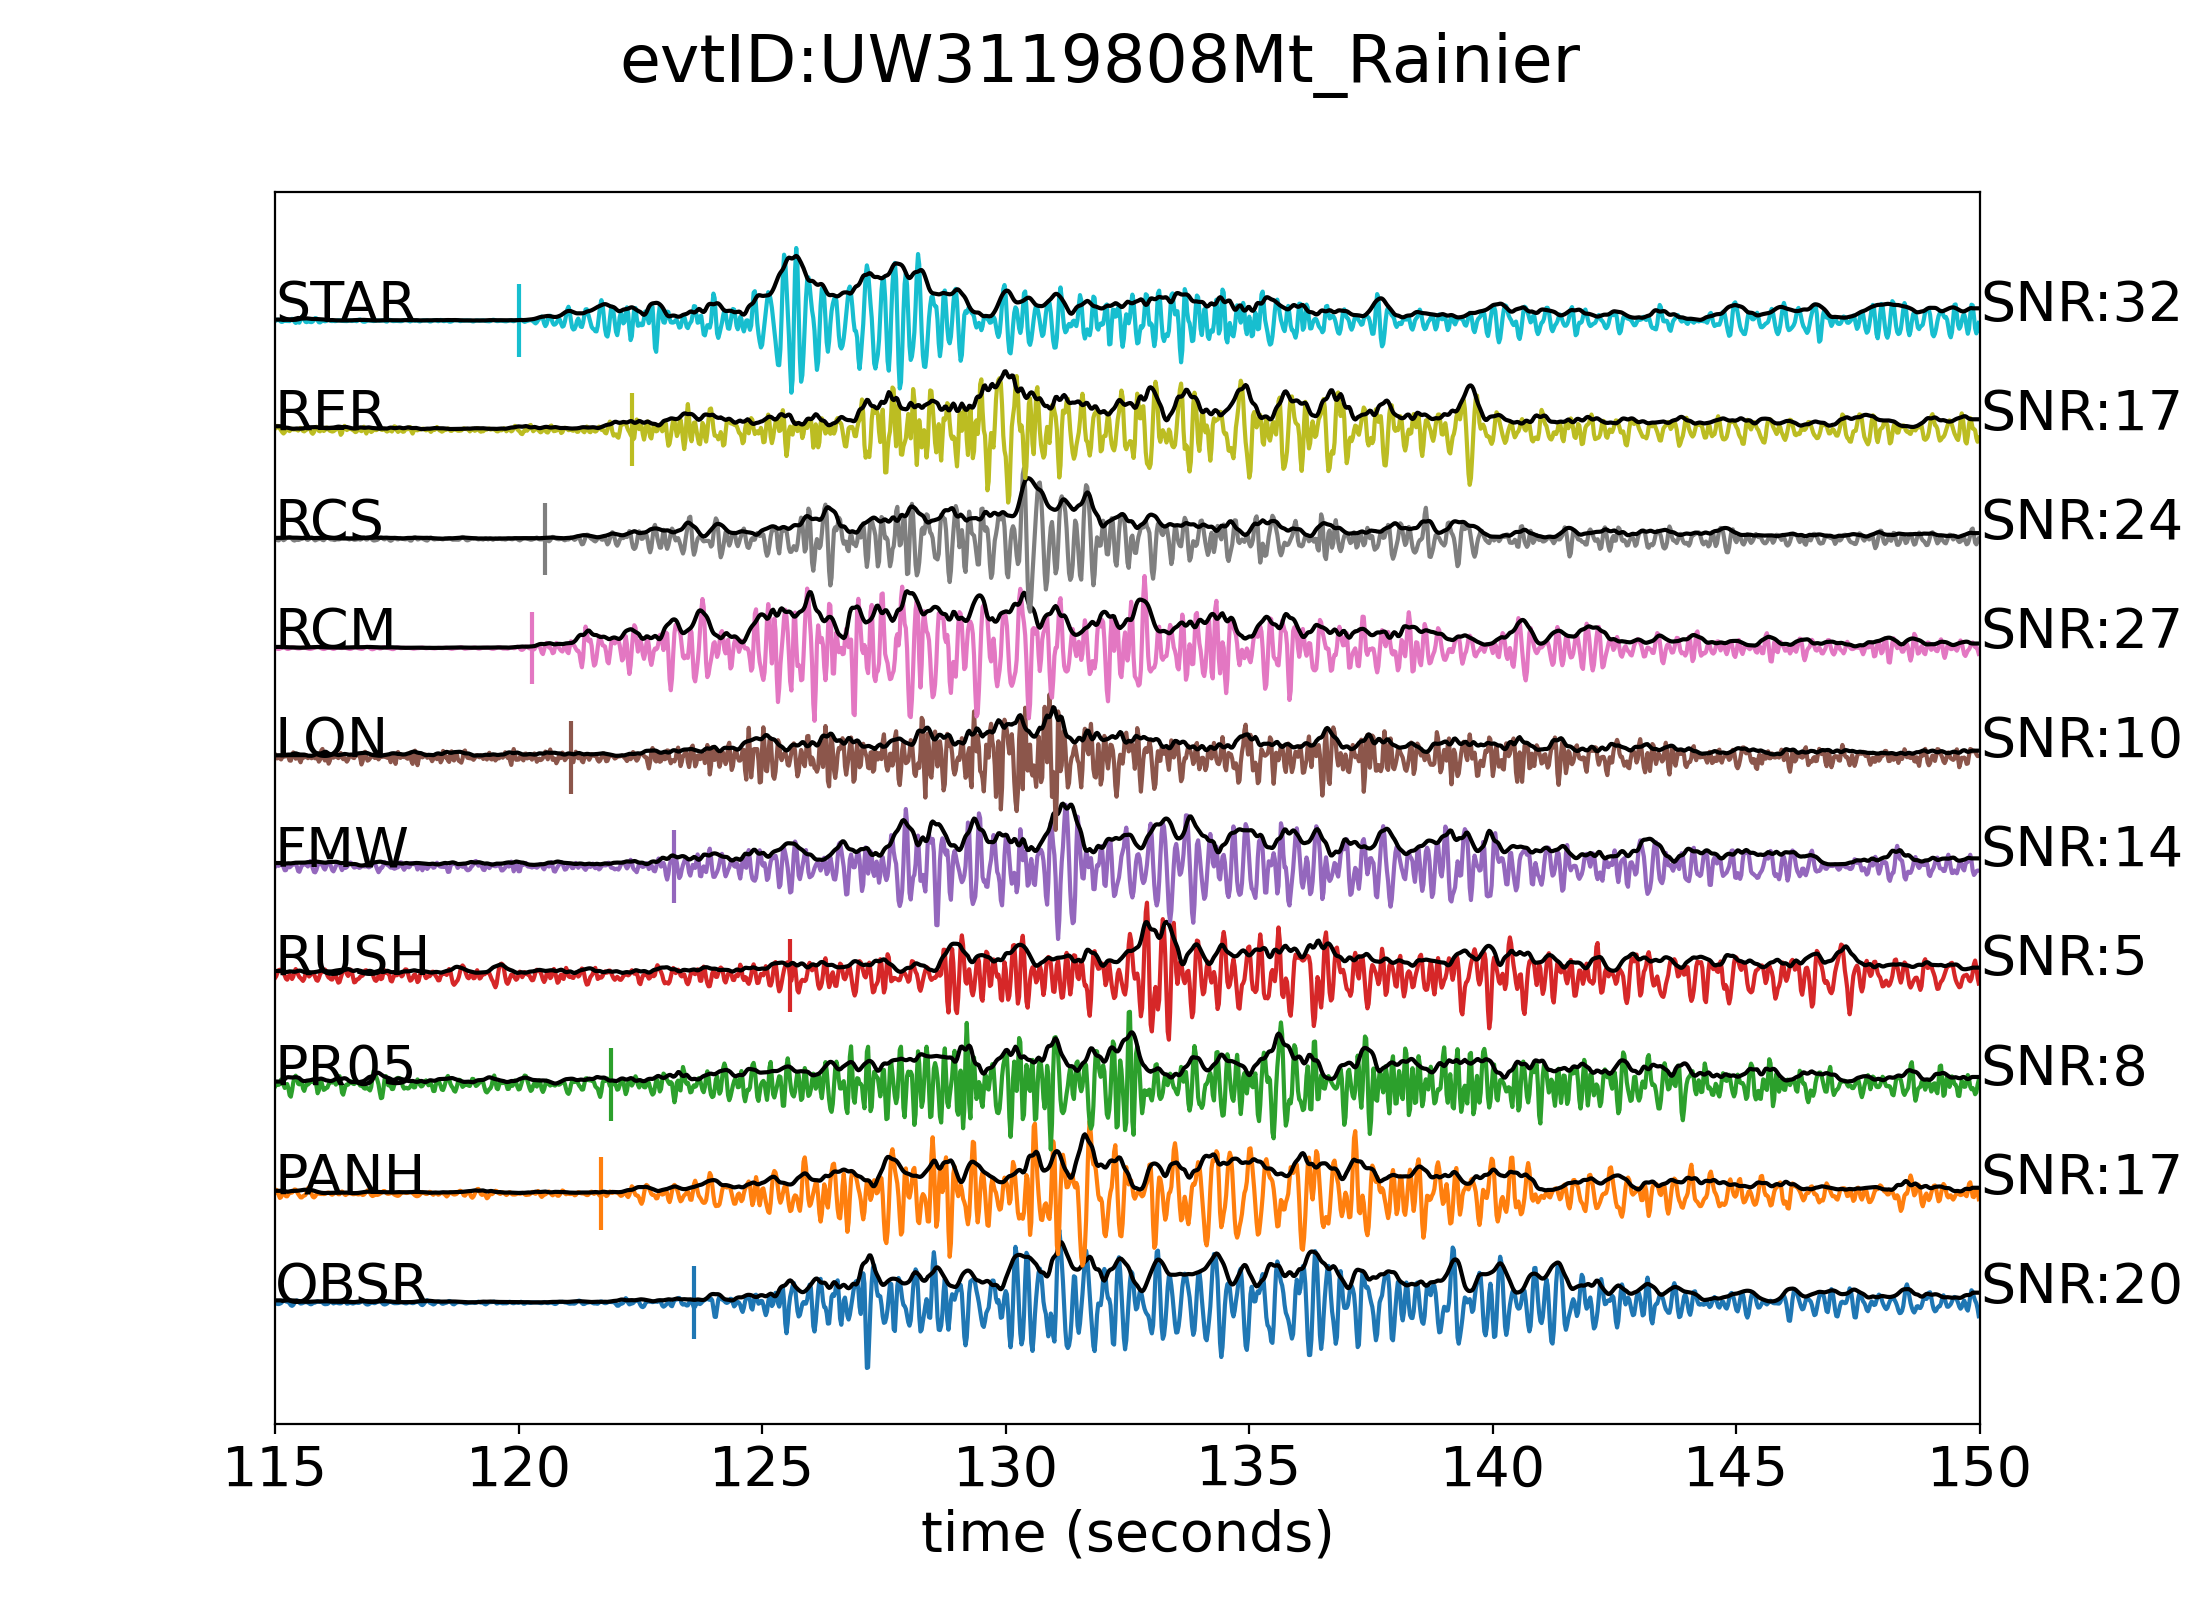 evtID:UW3119808Mt_Rainier
STAR SNR:32
RER SNR:17
RCS SNR:24
RCM SNR:27
LON SNR:10
FMW SNR:14
RUSH SNR:5
PR05 SNR:8
PANH SNR:17
OBSR SNR:20
115 120 125 130 135 140 145 150
time (seconds)